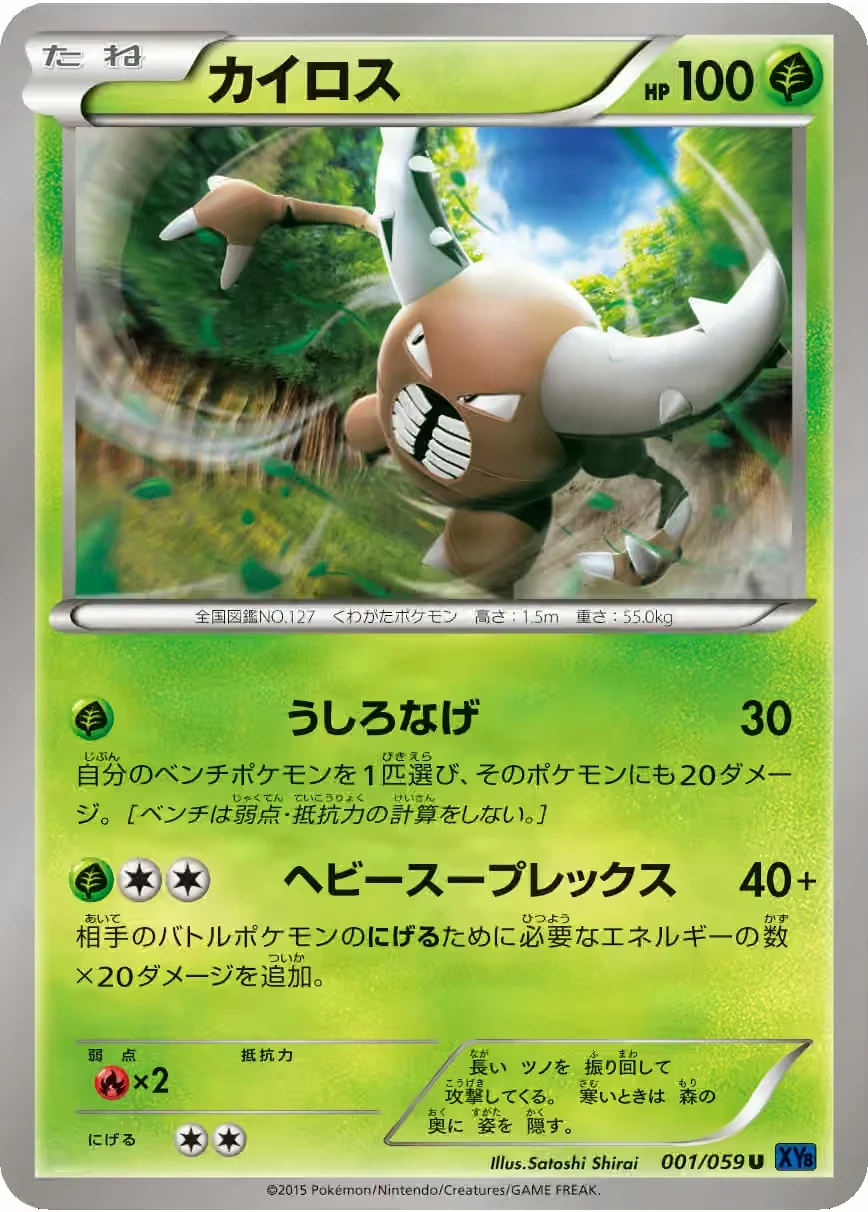 たね カイロス HP 100
全国図鑑NO.127 くわがたポケモン 高さ：1.5m 重さ：55.0kg
うしろなげ 30
自分のベンチポケモンを1匹選び、そのポケモンにも20ダメー
ジ。［ベンチは弱点・抵抗力の計算をしない。］
ヘビースープレックス 40+
相手のバトルポケモンのにげるために必要なエネルギーの数
×20ダメージを追加。
弱点 抵抗力
×2
にげる
長い ツノを 振り回して
攻撃してくる。 寒いときは 森の
奥に 姿を 隠す。
Illus.Satoshi Shirai 001/059 U XY8
©2015 Pokémon/Nintendo/Creatures/GAME FREAK.